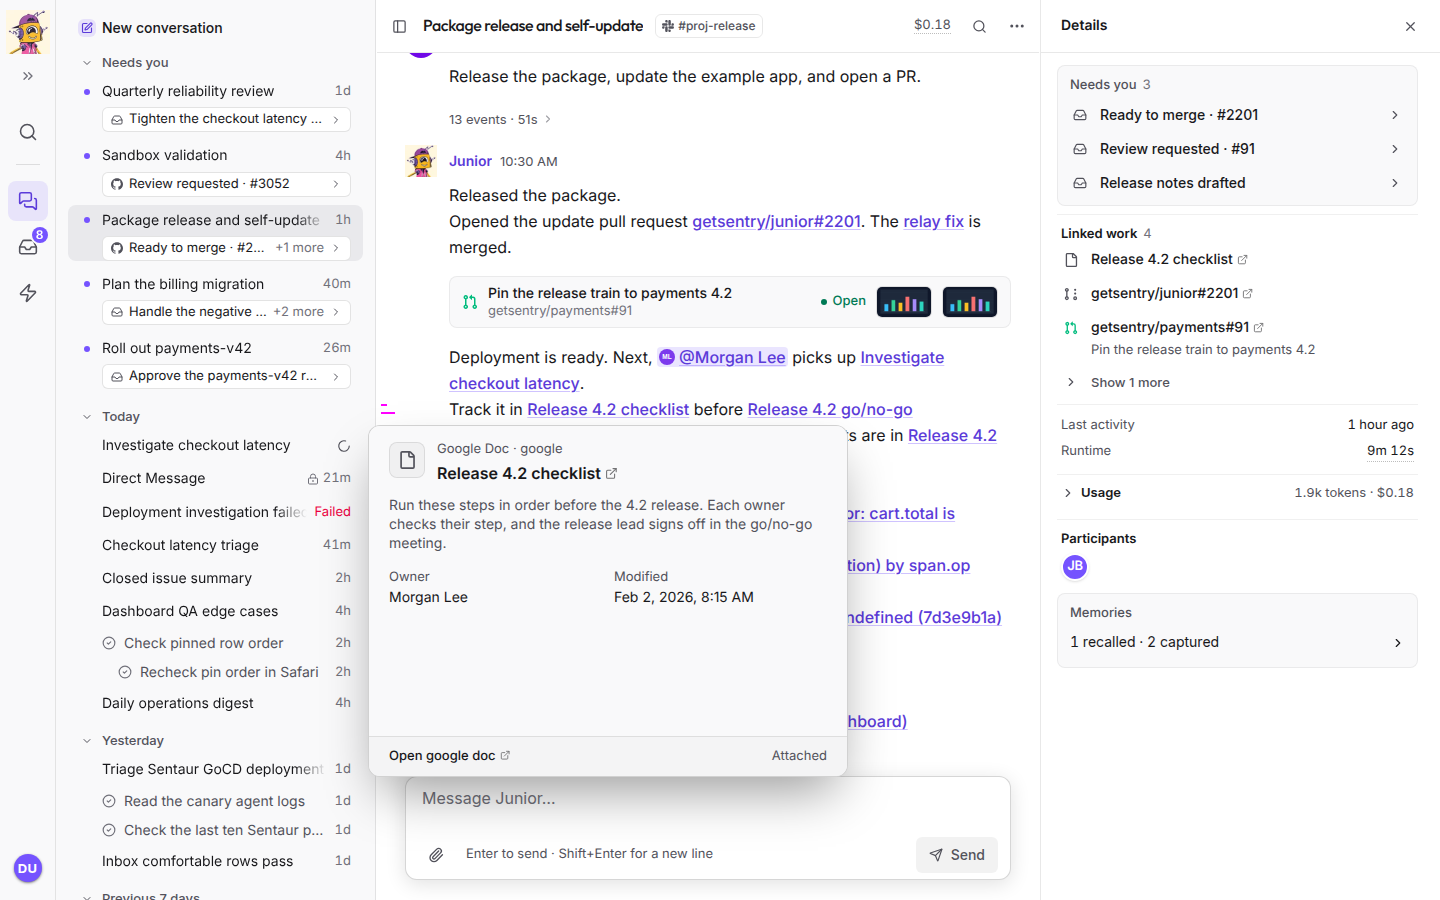 New conversation
Needs you
Quarterly reliability review 1d
Tighten the checkout latency ...
Sandbox validation 4h
Review requested · #3052
Package release and self-update 1h
Ready to merge · #2... +1 more
Plan the billing migration 40m
Handle the negative ... +2 more
Roll out payments-v42 26m
Approve the payments-v42 r...
Today
Investigate checkout latency
Direct Message 21m
Deployment investigation failed Failed
Checkout latency triage 41m
Closed issue summary 2h
Dashboard QA edge cases 4h
Check pinned row order 2h
Recheck pin order in Safari 2h
Daily operations digest 4h
Yesterday
Triage Sentaur GoCD deployment 1d
Read the canary agent logs 1d
Check the last ten Sentaur p... 1d
Inbox comfortable rows pass 1d
Previous 7 days
8
DU
Package release and self-update #proj-release $0.18
Release the package, update the example app, and open a PR.
13 events · 51s
Junior 10:30 AM
Released the package.
Opened the update pull request getsentry/junior#2201. The relay fix is
merged.
Pin the release train to payments 4.2
getsentry/payments#91
Open
Deployment is ready. Next, ML @Morgan Lee picks up Investigate
checkout latency.
Track it in Release 4.2 checklist before Release 4.2 go/no-go
s are in Release 4.2
or: cart.total is
tion) by span.op
ndefined (7d3e9b1a)
hboard)
Google Doc · google
Release 4.2 checklist
Run these steps in order before the 4.2 release. Each owner
checks their step, and the release lead signs off in the go/no-go
meeting.
Owner Modified
Morgan Lee Feb 2, 2026, 8:15 AM
Open google doc Attached
Message Junior...
Enter to send · Shift+Enter for a new line
Send
Details
Needs you 3
Ready to merge · #2201
Review requested · #91
Release notes drafted
Linked work 4
Release 4.2 checklist
getsentry/junior#2201
getsentry/payments#91
Pin the release train to payments 4.2
Show 1 more
Last activity 1 hour ago
Runtime 9m 12s
Usage 1.9k tokens · $0.18
Participants
JB
Memories
1 recalled · 2 captured